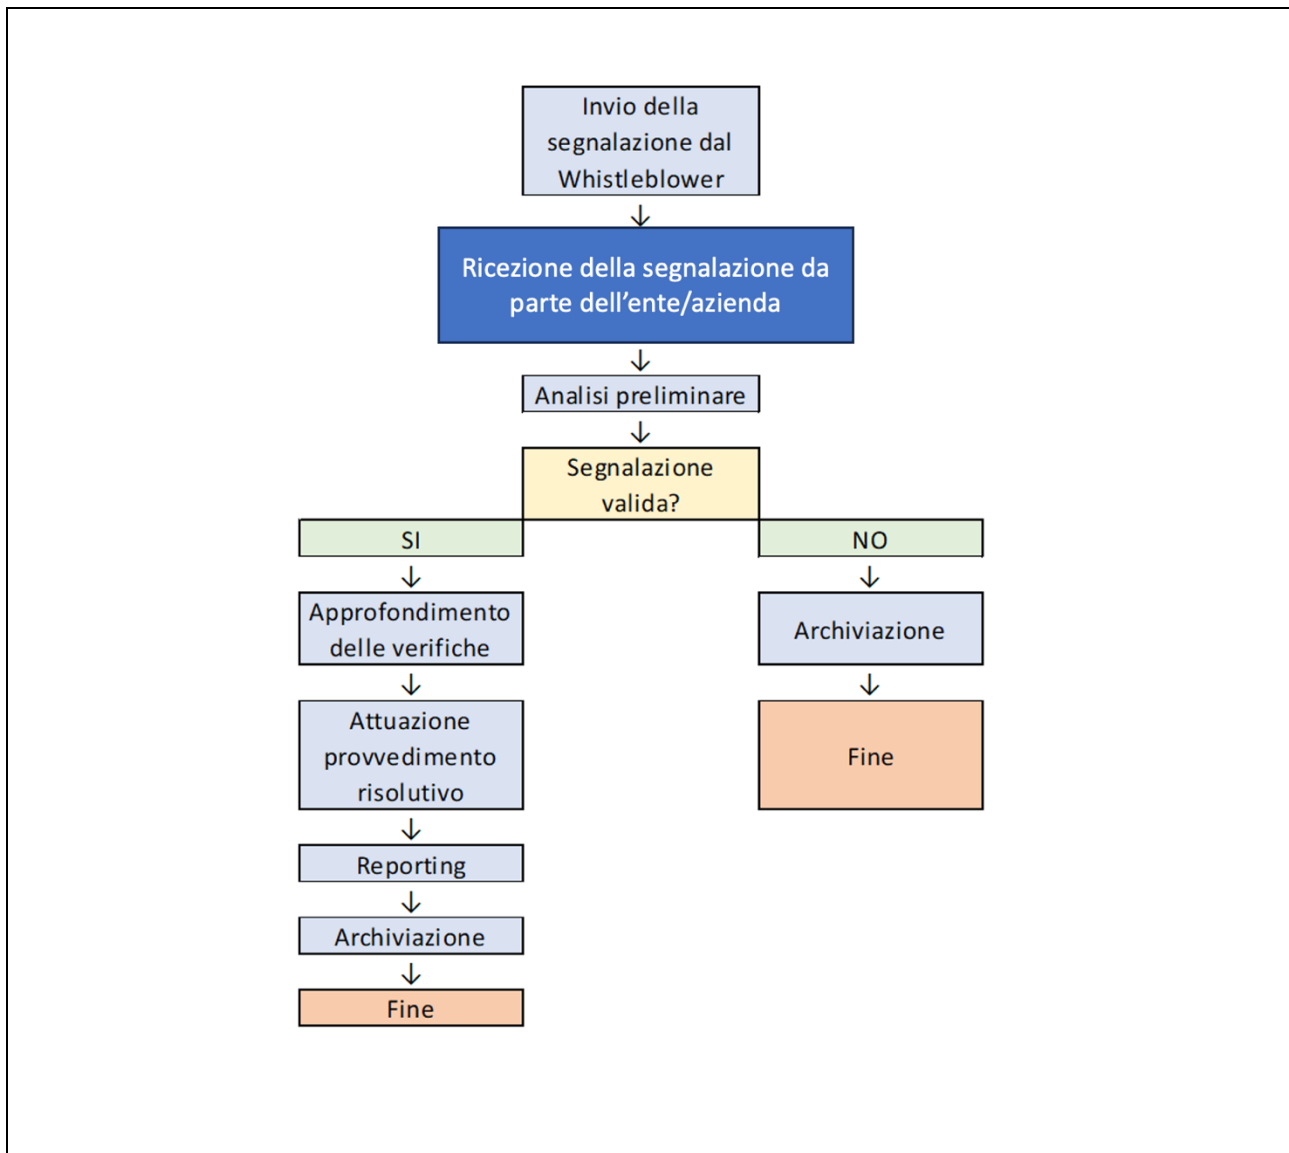 Invio della
segnalazione dal
Whistleblower
↓
Ricezione della segnalazione da
parte dell’ente/azienda
↓
Analisi preliminare
↓
Segnalazione
valida?
SI
NO
↓
↓
Approfondimento
delle verifiche
Archiviazione
↓
↓
Attuazione
provvedimento
risolutivo
Fine
↓
Reporting
↓
Archiviazione
↓
Fine